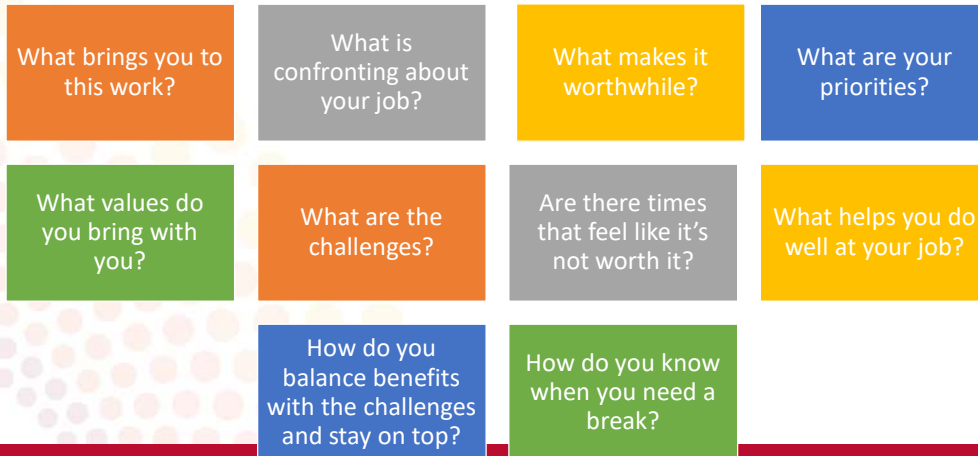 What brings you to
this work?
What is
confronting about
your job?
What makes it
worthwhile?
What are your
priorities?
What values do
you bring with
you?
What are the
challenges?
Are there times
that feel like it's
not worth it?
What helps you do
well at your job?
How do you
balance benefits
with the challenges
and stay on top?
How do you know
when you need a
break?